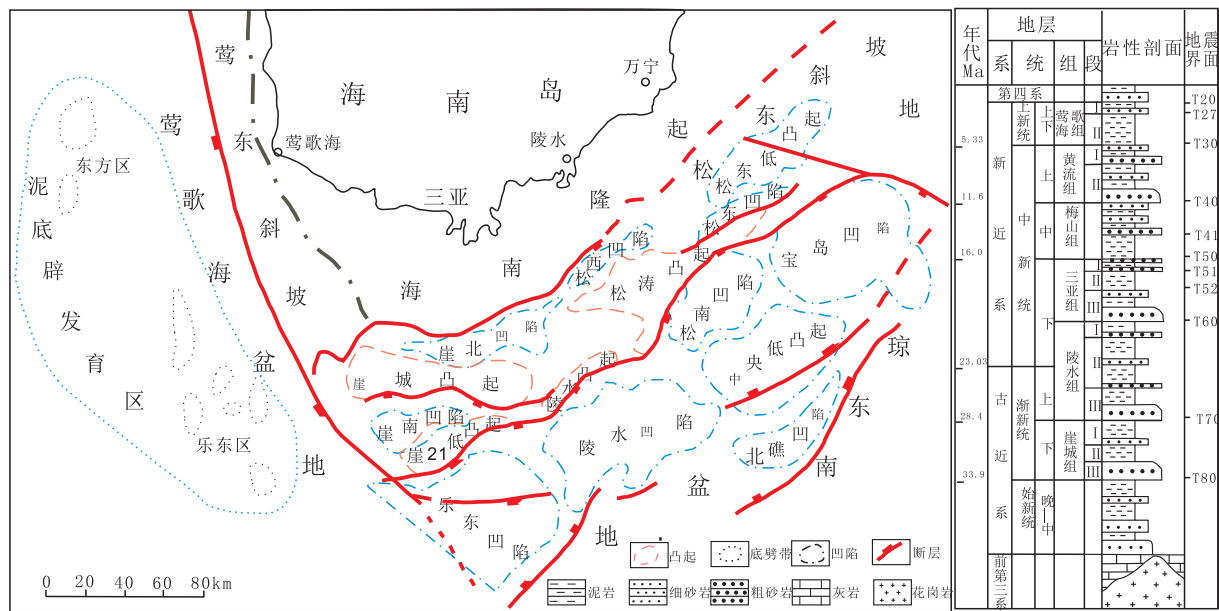 莺东斜坡
莺歌海盆地
泥底辟发育区
东方区
乐东区
海南岛
万宁
陵水
莺歌海
三亚
海南隆起
斜坡地
琼东南盆地
东凸起
松东低
松东凹陷
松西凹陷
松涛凸起
松南凹陷
宝岛凹陷
崖北凹陷
崖城凸起
崖南凹陷
崖21低凸起
陵水凸起
陵水凹陷
中央低凸起
北礁凹陷
乐东凹陷
0 20 40 60 80km
凸起
底劈带
凹陷
断层
泥岩
细砂岩
粗砂岩
灰岩
花岗岩
年代Ma
地层
系 统 组 段
岩性剖面
地震界面
第四系
新近系
古近系
前第三系
上新统
中新统
渐新统
始新统
上下
上
中
下
上
下
晚—中
莺歌海组
黄流组
梅山组
三亚组
陵水组
崖城组
I
II
I
II
II
III
I
II
III
I
II
III
5.33
11.6
16.0
23.03
28.4
33.9
T20
T27
T30
T40
T41
T50
T51
T52
T60
T70
T80